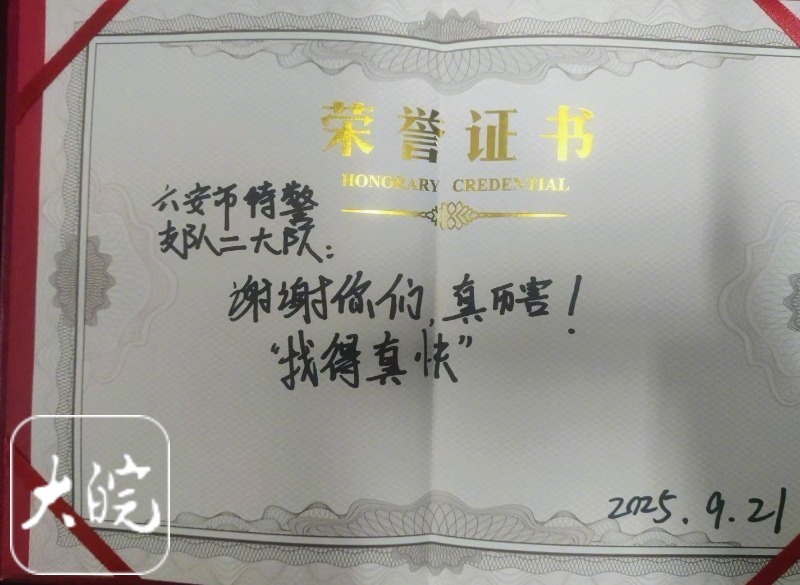 荣誉证书
HONORARY CREDENTIAL
六安市特警
支队二大队：
谢谢你们,真历害！
“找得真快”
2025.9.21
大皖